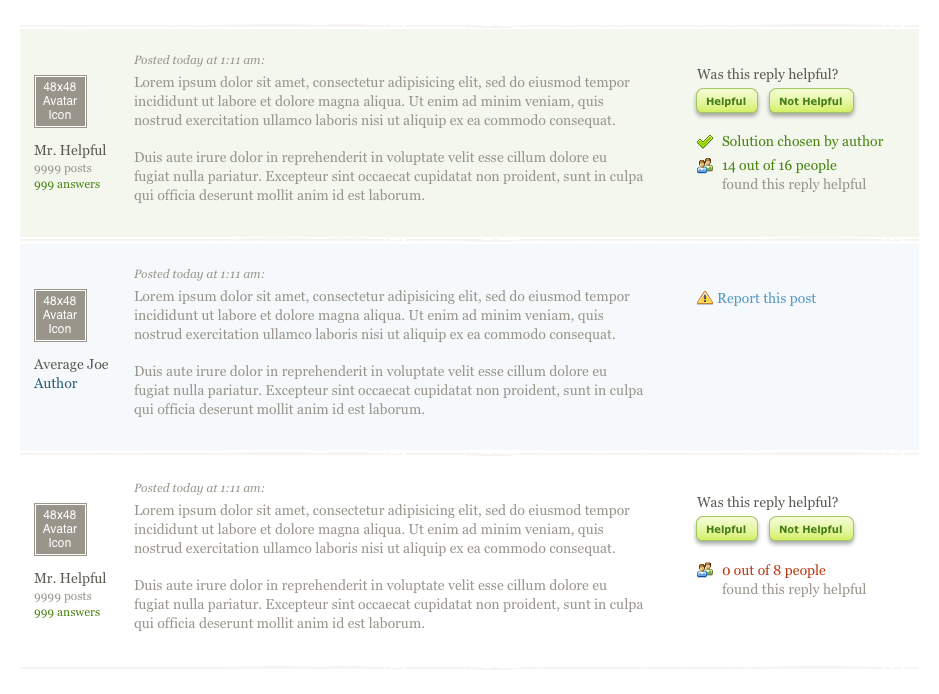 Posted today at 1:11 am:
48x48
Avatar
Icon
Mr. Helpful
9999 posts
999 answers
Lorem ipsum dolor sit amet, consectetur adipisicing elit, sed do eiusmod tempor
incididunt ut labore et dolore magna aliqua. Ut enim ad minim veniam, quis
nostrud exercitation ullamco laboris nisi ut aliquip ex ea commodo consequat.
Duis aute irure dolor in reprehenderit in voluptate velit esse cillum dolore eu
fugiat nulla pariatur. Excepteur sint occaecat cupidatat non proident, sunt in culpa
qui officia deserunt mollit anim id est laborum.
Was this reply helpful?
Helpful Not Helpful
Solution chosen by author
14 out of 16 people
found this reply helpful
Posted today at 1:11 am:
48x48
Avatar
Icon
Average Joe
Author
Lorem ipsum dolor sit amet, consectetur adipisicing elit, sed do eiusmod tempor
incididunt ut labore et dolore magna aliqua. Ut enim ad minim veniam, quis
nostrud exercitation ullamco laboris nisi ut aliquip ex ea commodo consequat.
Duis aute irure dolor in reprehenderit in voluptate velit esse cillum dolore eu
fugiat nulla pariatur. Excepteur sint occaecat cupidatat non proident, sunt in culpa
qui officia deserunt mollit anim id est laborum.
Report this post
Posted today at 1:11 am:
48x48
Avatar
Icon
Mr. Helpful
9999 posts
999 answers
Lorem ipsum dolor sit amet, consectetur adipisicing elit, sed do eiusmod tempor
incididunt ut labore et dolore magna aliqua. Ut enim ad minim veniam, quis
nostrud exercitation ullamco laboris nisi ut aliquip ex ea commodo consequat.
Duis aute irure dolor in reprehenderit in voluptate velit esse cillum dolore eu
fugiat nulla pariatur. Excepteur sint occaecat cupidatat non proident, sunt in culpa
qui officia deserunt mollit anim id est laborum.
Was this reply helpful?
Helpful Not Helpful
0 out of 8 people
found this reply helpful